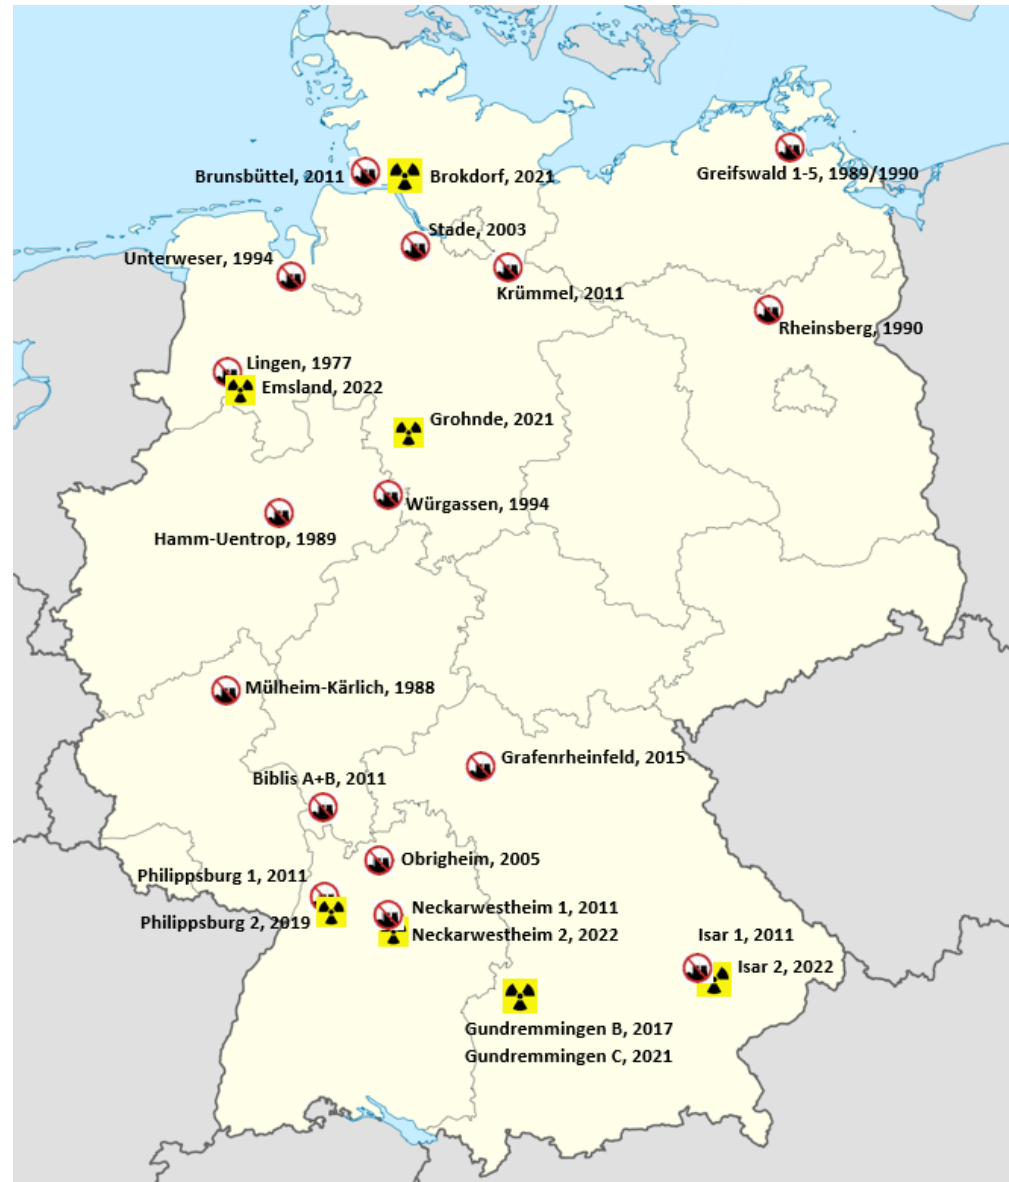 Greifswald 1-5, 1989/1990
Brunsbüttel, 2011
Brokdorf, 2021
Stade, 2003
Unterweser, 1994
Krümmel, 2011
Rheinsberg, 1990
Lingen, 1977
Emsland, 2022
Grohnde, 2021
Würgassen, 1994
Hamm-Uentrop, 1989
Mülheim-Kärlich, 1988
Grafenrheinfeld, 2015
Biblis A+B, 2011
Obrigheim, 2005
Philippsburg 1, 2011
Philippsburg 2, 2019
Neckarwestheim 1, 2011
Neckarwestheim 2, 2022
Isar 1, 2011
Isar 2, 2022
Gundremmingen B, 2017
Gundremmingen C, 2021